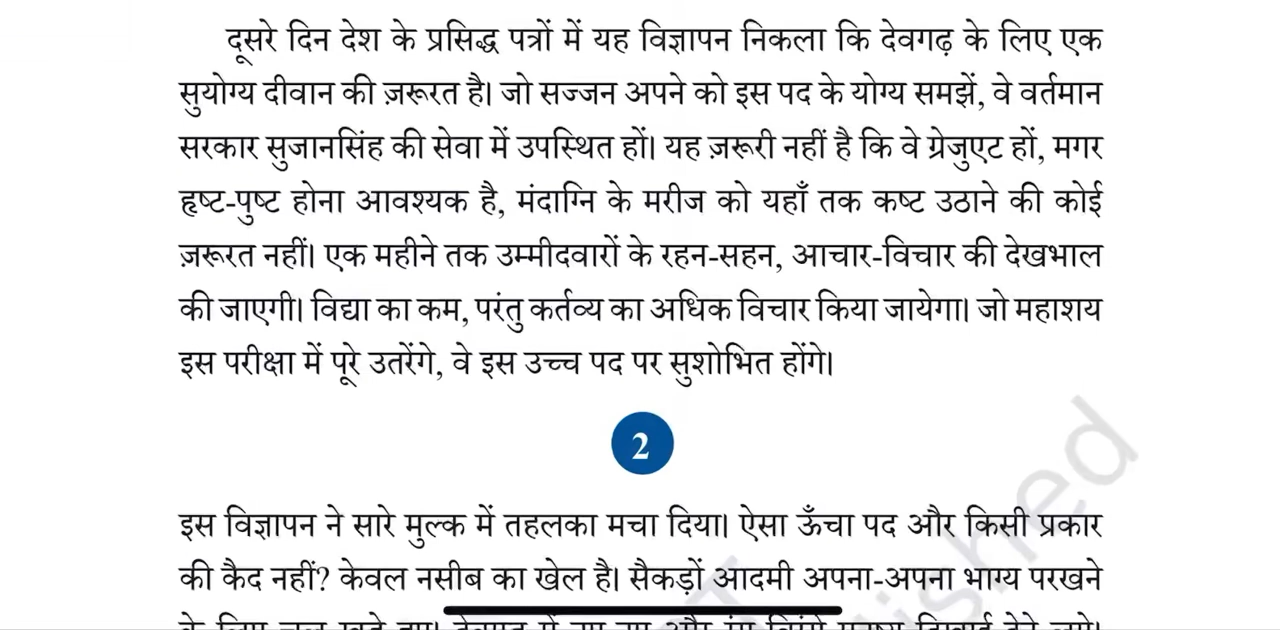 दूसरे दिन देश के प्रसिद्ध पत्रों में यह विज्ञापन निकला कि देवगढ़ के लिए एक
सुयोग्य दीवान की ज़रूरत है। जो सज्जन अपने को इस पद के योग्य समझें, वे वर्तमान
सरकार सुजानसिंह की सेवा में उपस्थित हों। यह ज़रूरी नहीं है कि वे ग्रेजुएट हों, मगर
हृष्ट-पुष्ट होना आवश्यक है, मंदाग्नि के मरीज को यहाँ तक कष्ट उठाने की कोई
ज़रूरत नहीं। एक महीने तक उम्मीदवारों के रहन-सहन, आचार-विचार की देखभाल
की जाएगी। विद्या का कम, परंतु कर्तव्य का अधिक विचार किया जायेगा। जो महाशय
इस परीक्षा में पूरे उतरेंगे, वे इस उच्च पद पर सुशोभित होंगे।
2
इस विज्ञापन ने सारे मुल्क में तहलका मचा दिया। ऐसा ऊँचा पद और किसी प्रकार
की कैद नहीं? केवल नसीब का खेल है। सैकड़ों आदमी अपना-अपना भाग्य परखने